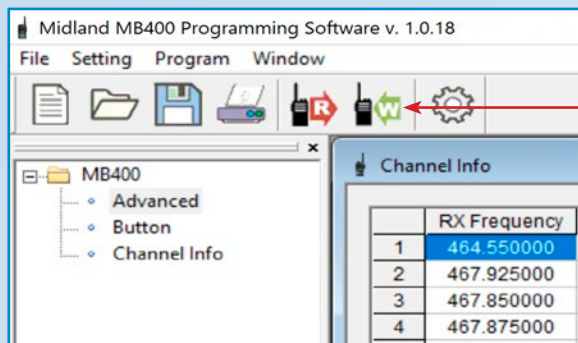 Midland MB400 Programming Software v. 1.0.18
File Setting Program Window
R W
MB400
Advanced
Button
Channel Info
Channel Info
RX Frequency
1 464.550000
2 467.925000
3 467.850000
4 467.875000